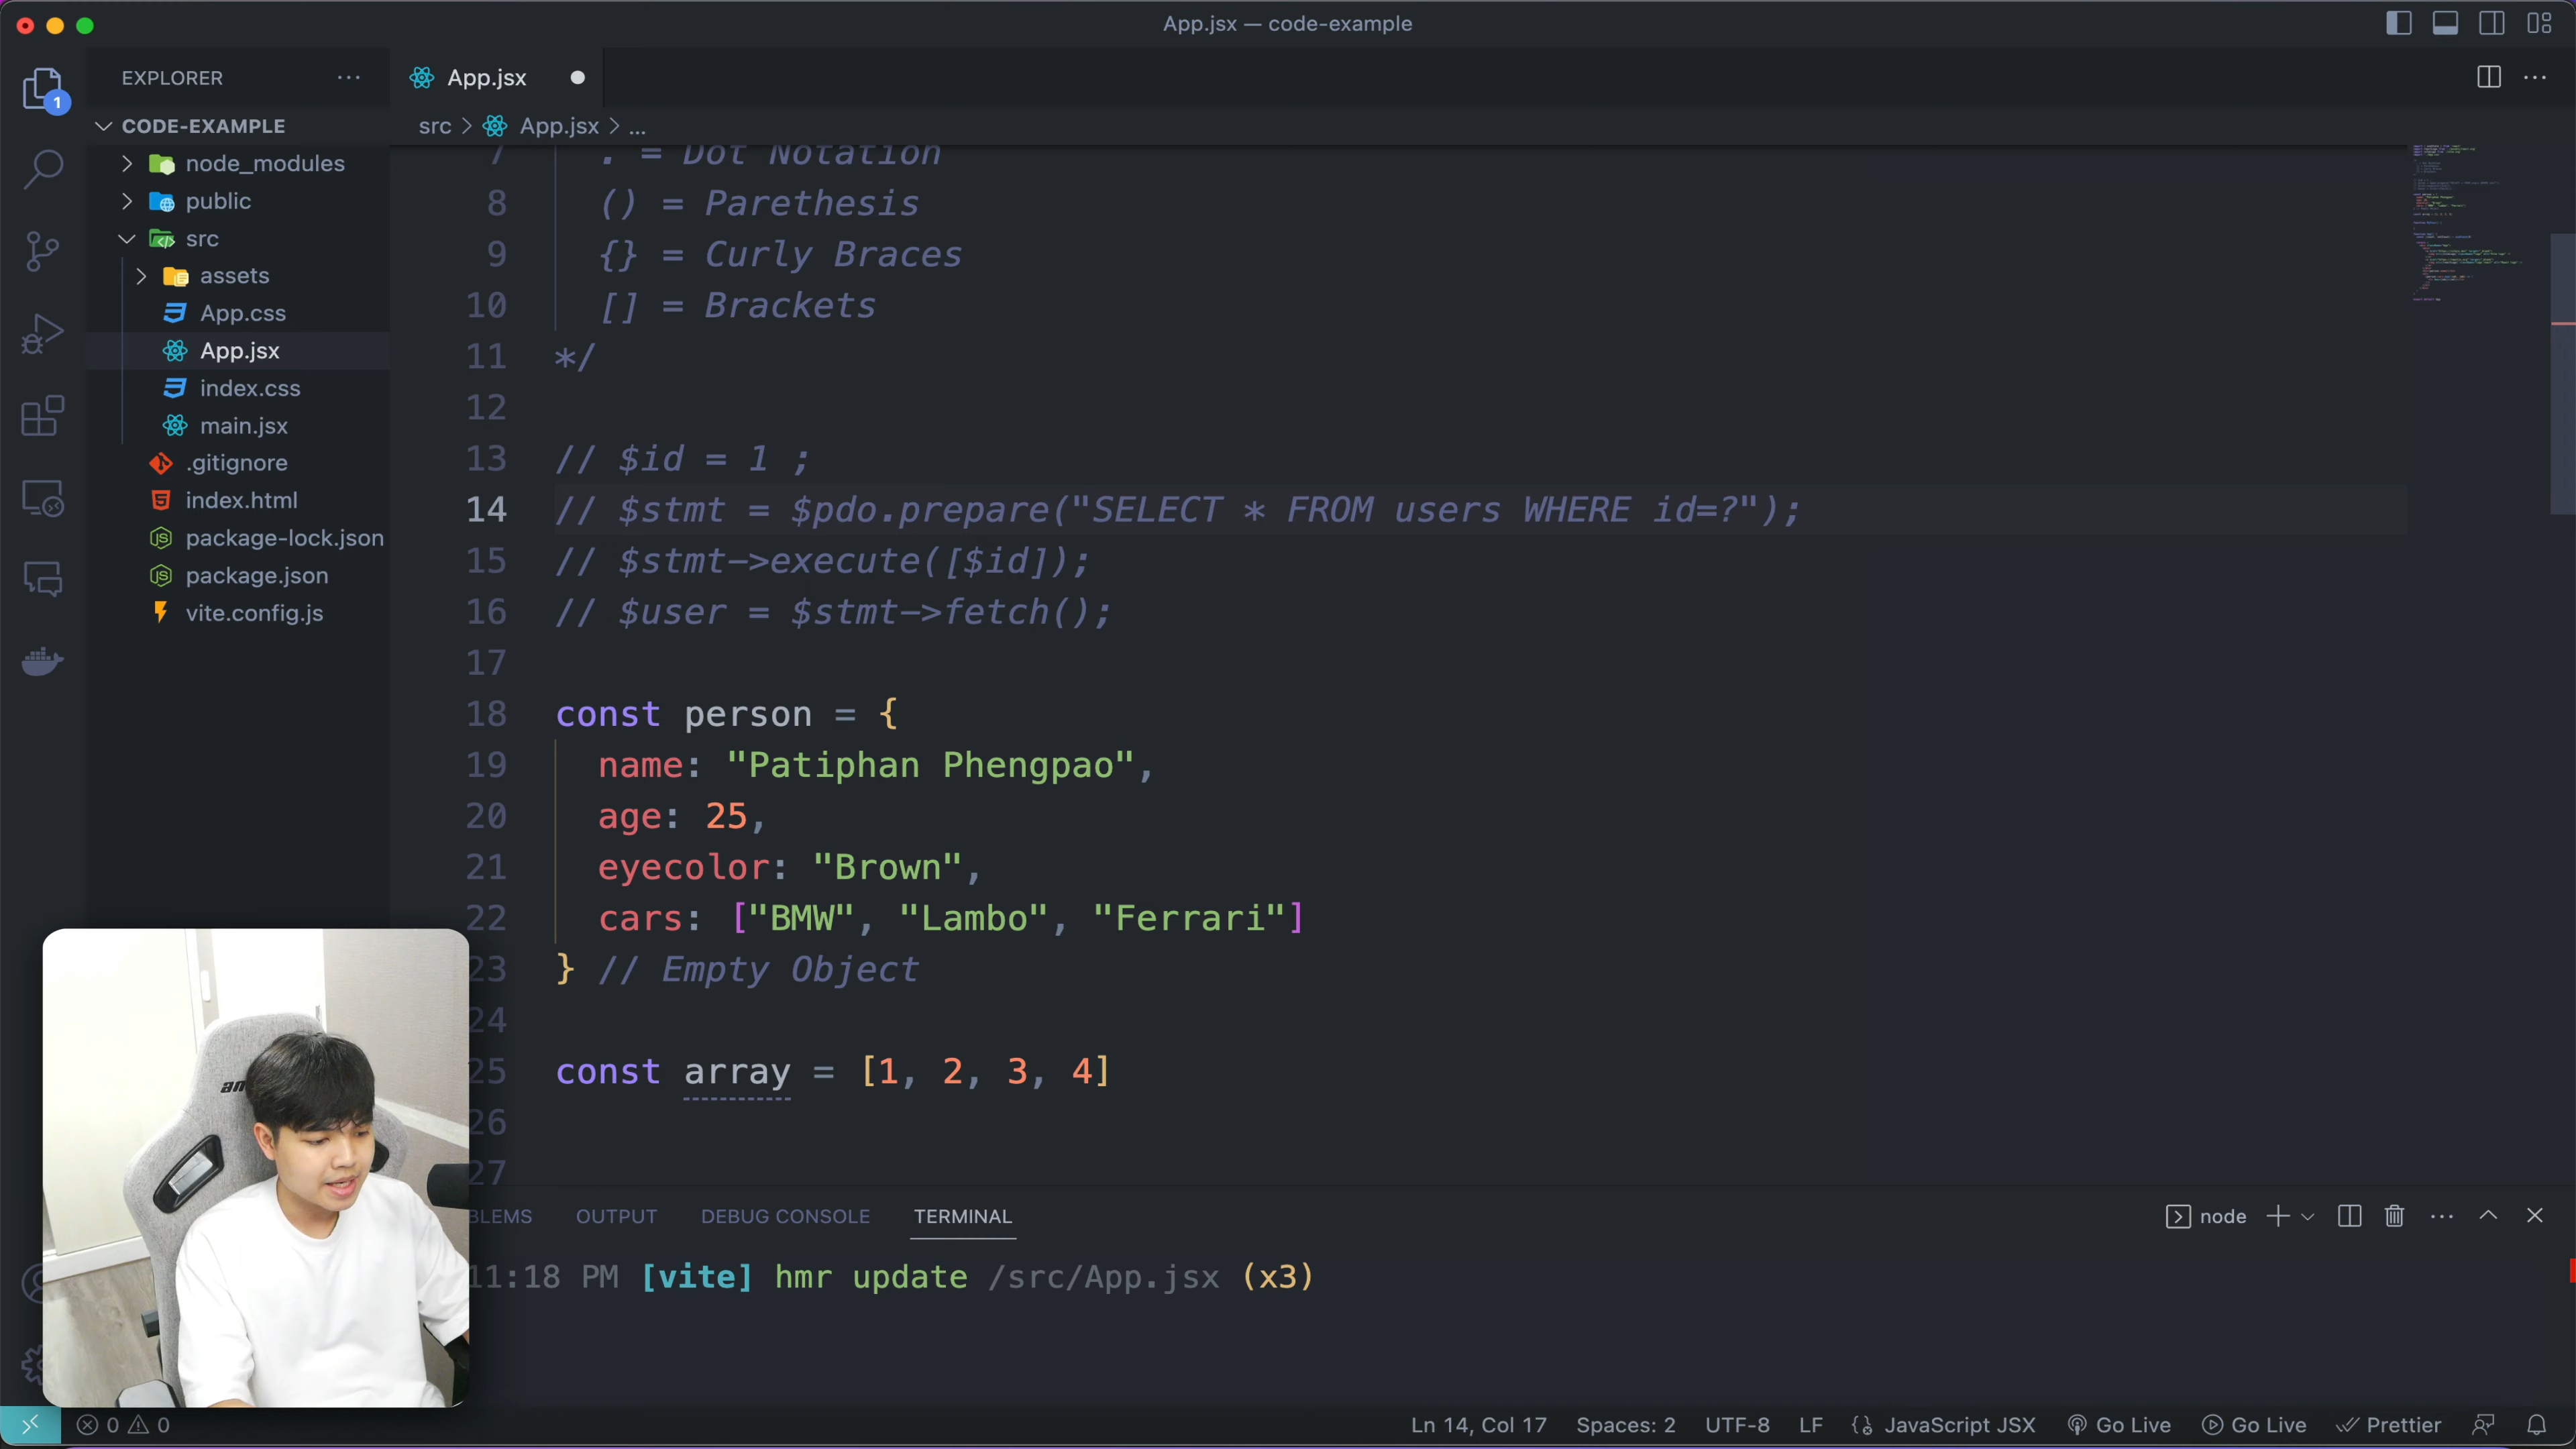 App.jsx — code-example
EXPLORER
App.jsx
1
CODE-EXAMPLE
src > App.jsx > ...
node_modules
public
src
assets
App.css
App.jsx
index.css
main.jsx
.gitignore
index.html
package-lock.json
package.json
vite.config.js
7 . = Dot Notation
8 () = Parethesis
9 {} = Curly Braces
10 [] = Brackets
11 */
12
13 // $id = 1 ;
14 // $stmt = $pdo.prepare("SELECT * FROM users WHERE id=?");
15 // $stmt->execute([$id]);
16 // $user = $stmt->fetch();
17
18 const person = {
19 name: "Patiphan Phengpao",
20 age: 25,
21 eyecolor: "Brown",
22 cars: ["BMW", "Lambo", "Ferrari"]
23 } // Empty Object
24
25 const array = [1, 2, 3, 4]
26
27
BLEMS OUTPUT DEBUG CONSOLE TERMINAL
node
11:18 PM [vite] hmr update /src/App.jsx (x3)
0 0
Ln 14, Col 17 Spaces: 2 UTF-8 LF JavaScript JSX Go Live Go Live Prettier